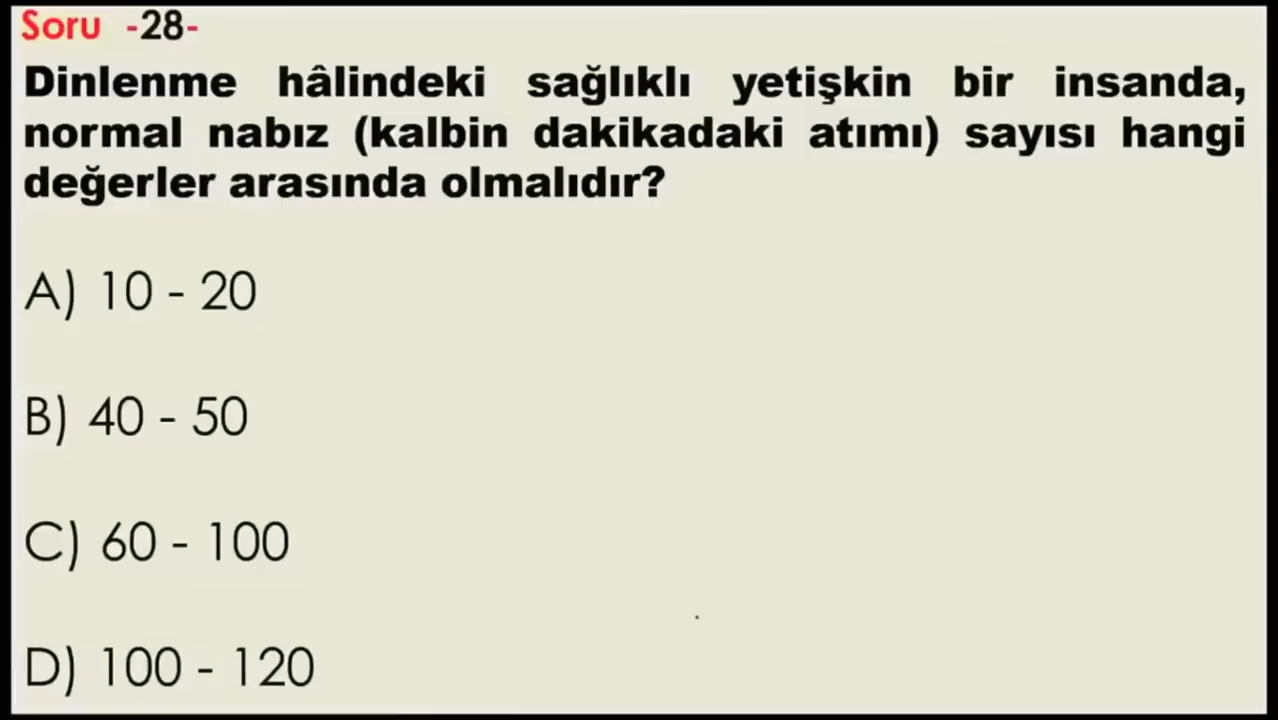 Soru -28-
Dinlenme hâlindeki sağlıklı yetişkin bir insanda,
normal nabız (kalbin dakikadaki atımı) sayısı hangi
değerler arasında olmalıdır?
A) 10 - 20
B) 40 - 50
C) 60 - 100
D) 100 - 120